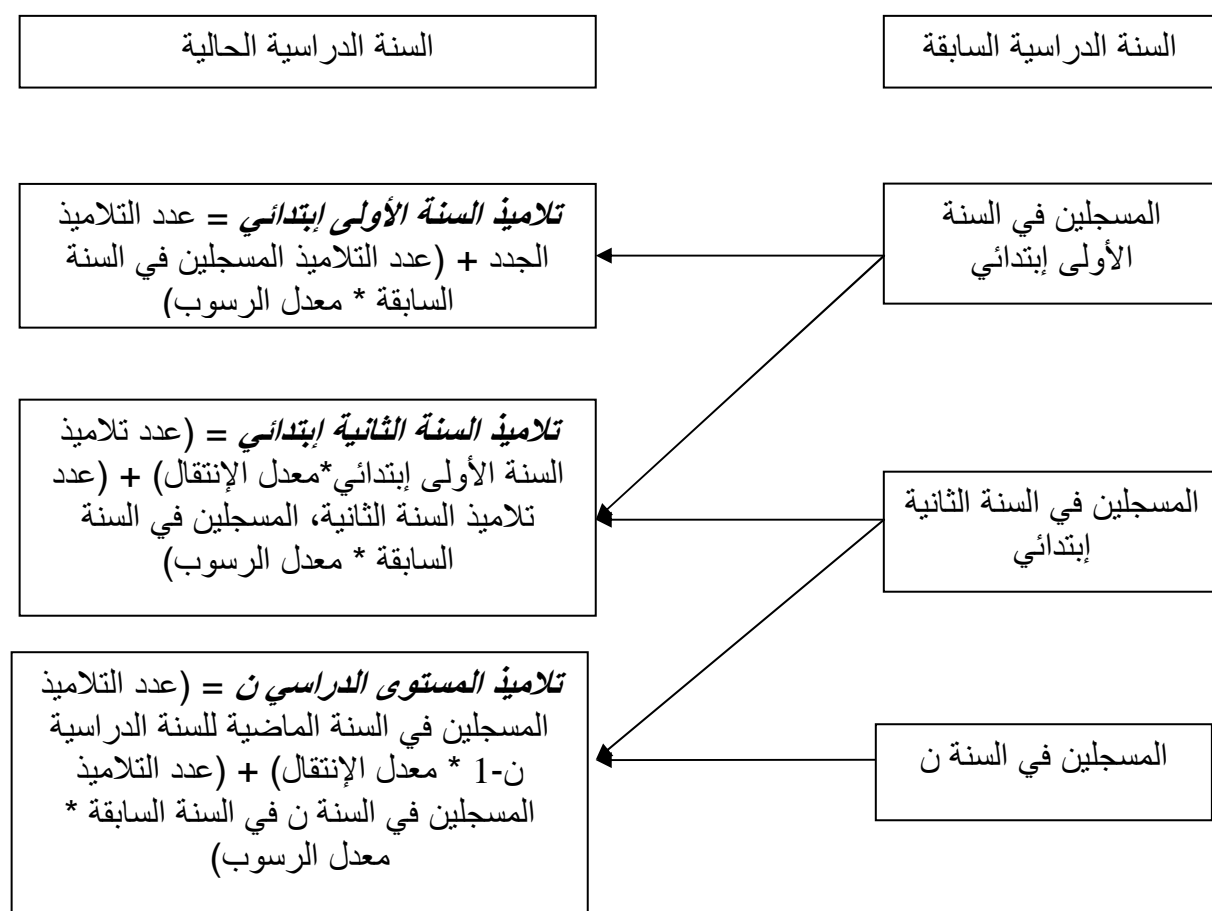 السنة الدراسية السابقة
السنة الدراسية الحالية
المسجلين في السنة
الأولى إبتدائي
تلاميذ السنة الأولى إبتدائي = عدد التلاميذ
الجدد + (عدد التلاميذ المسجلين في السنة
السابقة * معدل الرسوب)
المسجلين في السنة الثانية
إبتدائي
تلاميذ السنة الثانية إبتدائي = (عدد تلاميذ
السنة الأولى إبتدائي*معدل الإنتقال) + (عدد
تلاميذ السنة الثانية، المسجلين في السنة
السابقة * معدل الرسوب)
المسجلين في السنة ن
تلاميذ المستوى الدراسي ن = (عدد التلاميذ
المسجلين في السنة الماضية للسنة الدراسية
ن-1 * معدل الإنتقال) + (عدد التلاميذ
المسجلين في السنة ن في السنة السابقة *
معدل الرسوب)